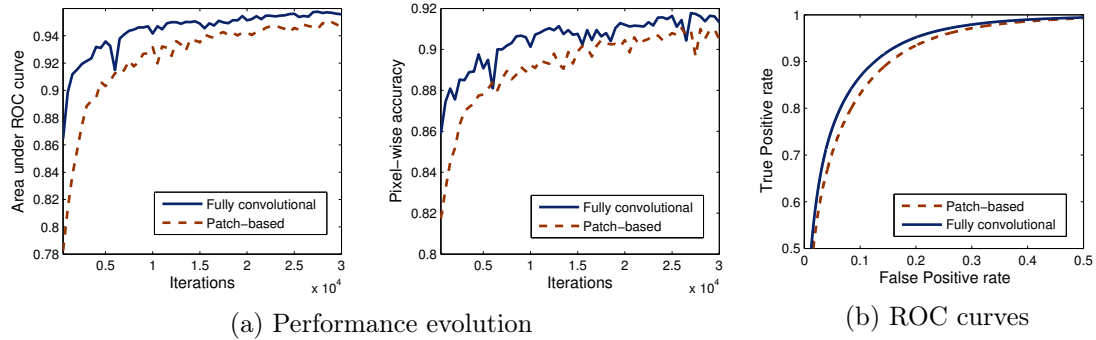 Area under ROC curve
0.94
0.92
0.9
0.88
0.86
0.84
0.82
0.8
0.78
0.5
1
1.5
2
2.5
3
Iterations
x 10^4
Fully convolutional
Patch-based
Pixel-wise accuracy
0.92
0.9
0.88
0.86
0.84
0.82
0.8
0.5
1
1.5
2
2.5
3
Iterations
x 10^4
Fully convolutional
Patch-based
(a) Performance evolution
True Positive rate
1
0.9
0.8
0.7
0.6
0.5
0
0.1
0.2
0.3
0.4
0.5
False Positive rate
Patch-based
Fully convolutional
(b) ROC curves